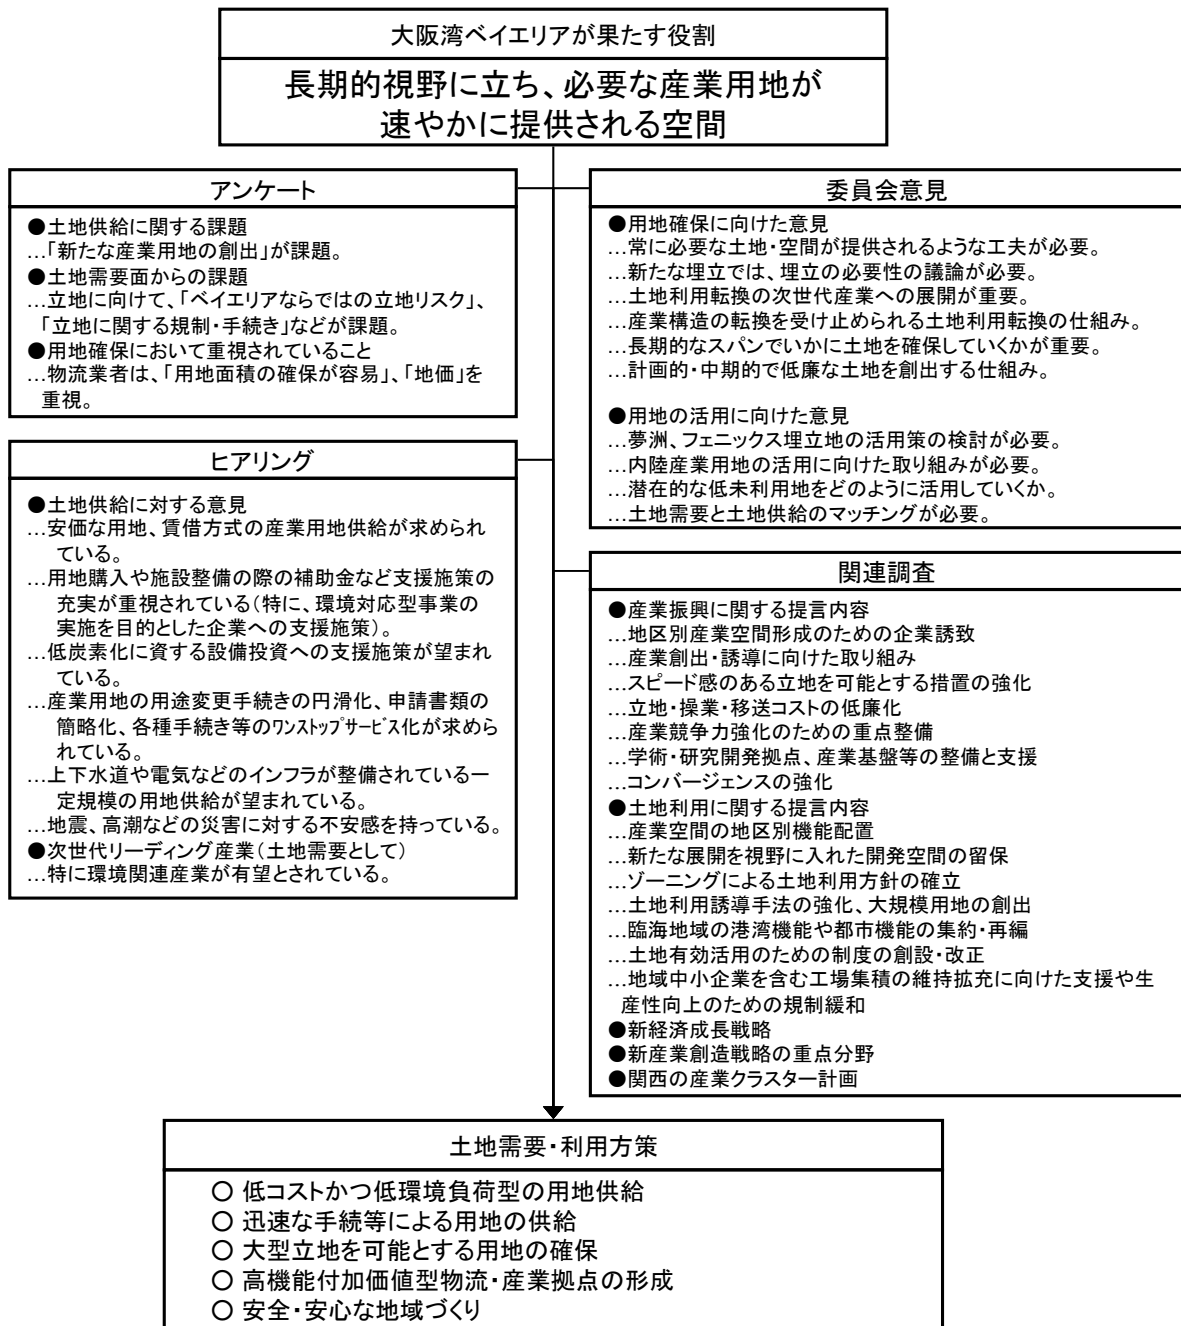 大阪湾ベイエリアが果たす役割
長期的視野に立ち、必要な産業用地が
速やかに提供される空間
アンケート
●土地供給に関する課題
…「新たな産業用地の創出」が課題。
●土地需要面からの課題
…立地に向けて、「ベイエリアならではの立地リスク」、
「立地に関する規制・手続き」などが課題。
●用地確保において重視されていること
…物流業者は、「用地面積の確保が容易」、「地価」を
重視。
ヒアリング
●土地供給に対する意見
…安価な用地、賃借方式の産業用地供給が求められ
ている。
…用地購入や施設整備の際の補助金など支援施策の
充実が重視されている(特に、環境対応型事業の
実施を目的とした企業への支援施策)。
…低炭素化に資する設備投資への支援施策が望まれ
ている。
…産業用地の用途変更手続きの円滑化、申請書類の
簡略化、各種手続き等のﾜﾝｽﾄｯﾌﾟｻｰﾋﾞｽ化が求めら
れている。
…上下水道や電気などのインフラが整備されている一
定規模の用地供給が望まれている。
…地震、高潮などの災害に対する不安感を持っている。
●次世代リーディング産業(土地需要として)
…特に環境関連産業が有望とされている。
委員会意見
●用地確保に向けた意見
…常に必要な土地・空間が提供されるような工夫が必要。
…新たな埋立では、埋立の必要性の議論が必要。
…土地利用転換の次世代産業への展開が重要。
…産業構造の転換を受け止められる土地利用転換の仕組み。
…長期的なスパンでいかに土地を確保していくかが重要。
…計画的・中期的で低廉な土地を創出する仕組み。
●用地の活用に向けた意見
…夢洲、フェニックス埋立地の活用策の検討が必要。
…内陸産業用地の活用に向けた取り組みが必要。
…潜在的な低未利用地をどのように活用していくか。
…土地需要と土地供給のマッチングが必要。
関連調査
●産業振興に関する提言内容
…地区別産業空間形成のための企業誘致
…産業創出・誘導に向けた取り組み
…スピード感のある立地を可能とする措置の強化
…立地・操業・移送コストの低廉化
…産業競争力強化のための重点整備
…学術・研究開発拠点、産業基盤等の整備と支援
…コンバージェンスの強化
●土地利用に関する提言内容
…産業空間の地区別機能配置
…新たな展開を視野に入れた開発空間の留保
…ゾーニングによる土地利用方針の確立
…土地利用誘導手法の強化、大規模用地の創出
…臨海地域の港湾機能や都市機能の集約・再編
…土地有効活用のための制度の創設・改正
…地域中小企業を含む工場集積の維持拡充に向けた支援や生
産性向上のための規制緩和
●新経済成長戦略
●新産業創造戦略の重点分野
●関西の産業クラスター計画
土地需要・利用方策
○ 低コストかつ低環境負荷型の用地供給
○ 迅速な手続等による用地の供給
○ 大型立地を可能とする用地の確保
○ 高機能付加価値型物流・産業拠点の形成
○ 安全・安心な地域づくり